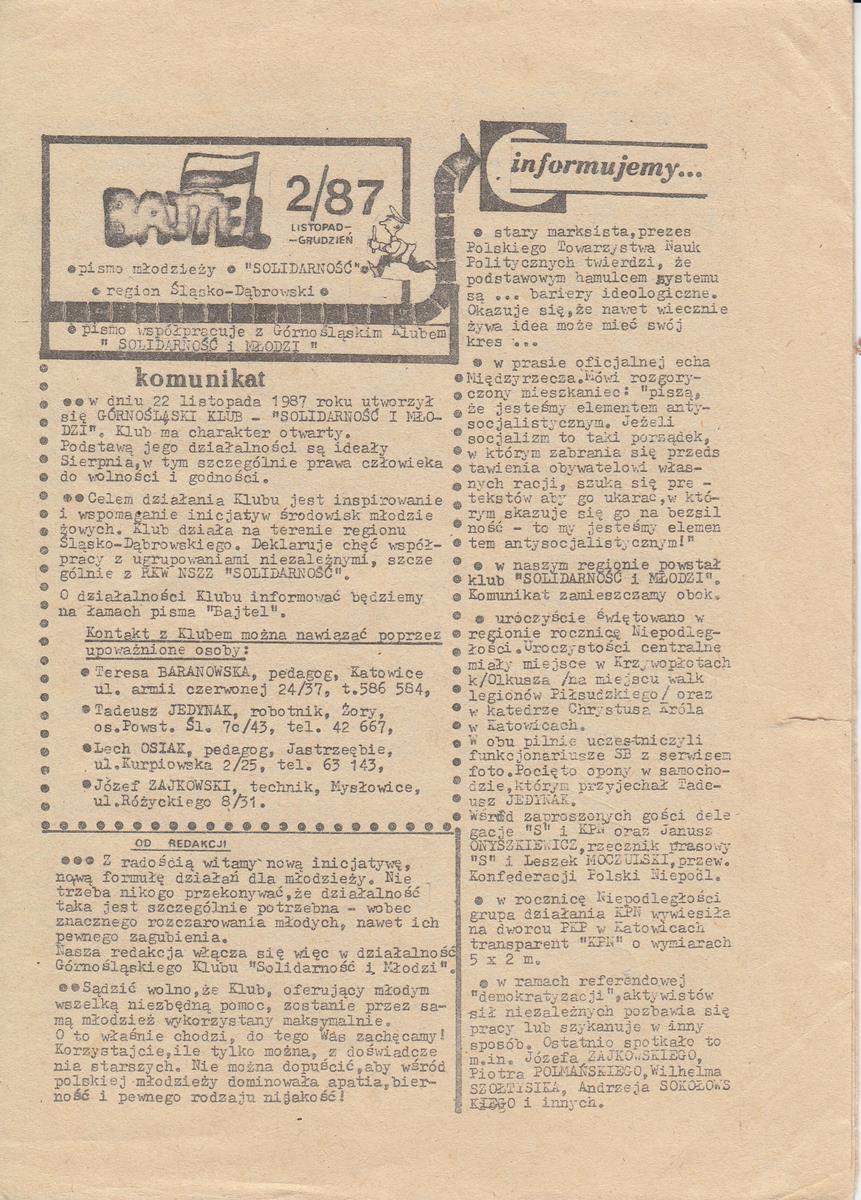 BAJTEL
2/87
LISTOPAD-
-GRUDZIEŃ
pismo młodzieży "SOLIDARNOŚĆ"
region Śląsko-Dąbrowski
pismo współpracuje z Górnośląskim Klubem
" SOLIDARNOŚĆ i MŁODZI "
komunikat
w dniu 22 listopada 1987 roku utworzył
się GÓRNOŚLĄSKI KLUB - "SOLIDARNOŚĆ I MŁO-
DZI". Klub ma charakter otwarty.
Podstawą jego działalności są ideały
Sierpnia,w tym szczególnie prawa człowieka
do wolności i godności.
Celem działania Klubu jest inspirowanie
i wspomaganie inicjatyw środowisk młodzie
żowych. Klub działa na terenie regionu
Śląsko-Dąbrowskiego. Deklaruje chęć współ-
pracy z ugrupowaniami niezależnymi, szcze
gólnie z RKW NSZZ "SOLIDARNOŚĆ".
O działalności Klubu informować będziemy
na łamach pisma "Bajtel".
Kontakt z Klubem można nawiązać poprzez
upoważnione osoby:
Teresa BARANOWSKA, pedagog, Katowice
ul. armii czerwonej 24/37, t.586 584,
Tadeusz JEDYNAK, robotnik, Żory,
os.Powst. Śl. 7c/43, tel. 42 667,
Lech OSIAK, pedagog, Jastrzeębie,
ul.Kurpiowska 2/25, tel. 63 143,
Józef ZAJKOWSKI, technik, Mysłowice,
ul.Różyckiego 8/31.
OD REDAKCJI
Z radością witamy nową inicjatywę,
nową formułę działań dla młodzieży. Nie
trzeba nikogo przekonywać,że działalność
taka jest szczególnie potrzebna - wobec
znacznego rozczarowania młodych, nawet ich
pewnego zagubienia.
Nasza redakcja włącza się więc w działalność
Górnośląskiego Klubu "Solidarność i Młodzi".
Sądzić wolno,że Klub, oferujący młodym
wszelką niezbędną pomoc, zostanie przez sa-
mą młodzież wykorzystany maksymalnie.
O to właśnie chodzi, do tego Was zachęcamy!
Korzystajcie,ile tylko można, z doświadcze
nia starszych. Nie można dopuścić,aby wśród
polskiej młodzieży dominowała apatia,bier-
ność i pewnego rodzaju nijakość!
informujemy...
stary marksista,prezes
Polskiego Towarzystwa Nauk
Politycznych twierdzi, że
podstawowym hamulcem systemu
są ... bariery ideologiczne.
Okazuje się,że nawet wiecznie
żywa idea może mieć swój
kres ...
w prasie oficjalnej echa
Międzyrzecza.Mówi rozgory-
czony mieszkaniec: "piszą,
że jesteśmy elementem anty-
socjalistycznym. Jeżeli
socjalizm to taki porządek,
w którym zabrania się przeds
tawienia obywatelowi włas-
nych racji, szuka się pre -
tekstów aby go ukarać,w któ-
rym skazuje się go na bezsil
ność - to my jesteśmy elemen
tem antysocjalistycznym!"
w naszym regionie powstał
klub "SOLIDARNOŚĆ i MŁODZI".
Komunikat zamieszczamy obok.
uroczyście świętowano w
regionie rocznicę Niepodleg-
łości.Uroczystości centralne
miały miejsce w Krzywopłotach
k/Olkusza /na miejscu walk
legionów Piłsudzkiego/ oraz
w katedrze Chrystusa Króla
w Katowicach.
W obu pilnie uczestniczyli
funkcjonariusze SB z serwisem
foto.Pocięto opony w samocho-
dzie,którym przyjechał Tade-
usz JEDYNAK.
Wśród zaproszonych gości dele
gacje "S" i KPN oraz Janusz
ONYSZKIEWICZ,rzecznik prasowy
"S" i Leszek MOCZULSKI,przew.
Konfederacji Polski Niepodl.
w rocznicę Niepodległości
grupa działania KPN wywiesiła
na dworcu PKP w Katowicach
transparent "KPN" o wymiarach
5 x 2 m.
w ramach referendowej
"demokratyzacji",aktywistów
sił niezależnych pozbawia się
pracy lub szykanuje w inny
sposób. Ostatnio spotkało to
m.in. Józefa ZAJKOWSKIEGO,
Piotra POLMAŃSKIEGO,Wilhelma
SZOŁTISIKA, Andrzeja SOKOŁOWS
KIEGO i innych.